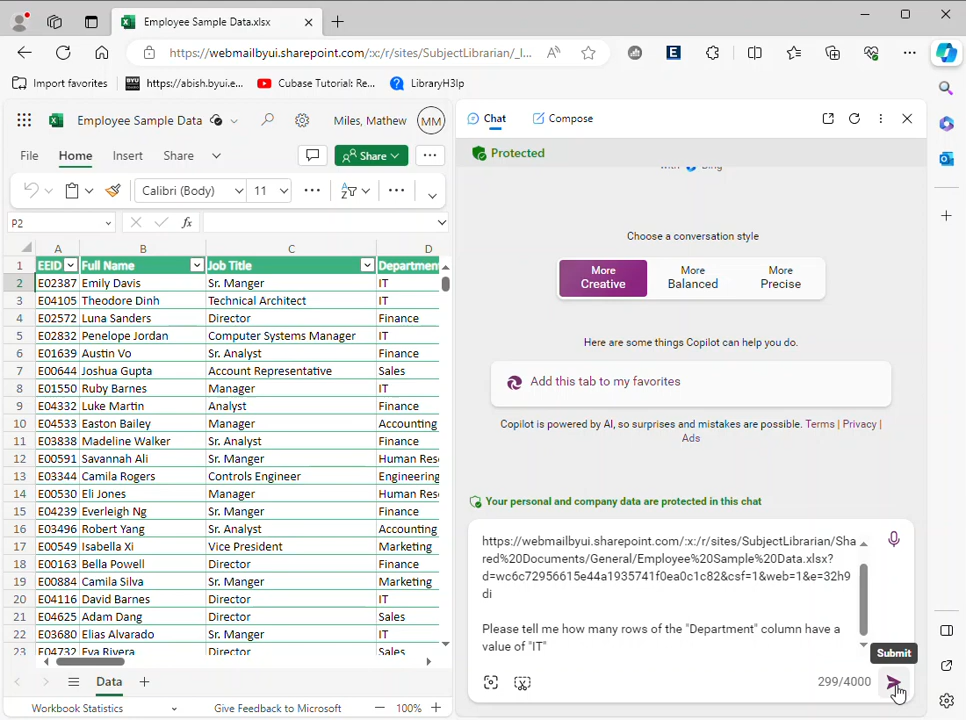 Employee Sample Data.xlsx
https://webmailbyui.sharepoint.com/:x:/r/sites/SubjectLibrarian/_l...
Import favorites
https://abish.byui.e...
Cubase Tutorial: Re...
LibraryH3lp
Employee Sample Data
Miles, Mathew
MM
File Home Insert Share
Share
Calibri (Body) 11
P2
fx
A B C D
1 EEID Full Name Job Title Department
2 E02387 Emily Davis Sr. Manger IT
3 E04105 Theodore Dinh Technical Architect IT
4 E02572 Luna Sanders Director Finance
5 E02832 Penelope Jordan Computer Systems Manager IT
6 E01639 Austin Vo Sr. Analyst Finance
7 E00644 Joshua Gupta Account Representative Sales
8 E01550 Ruby Barnes Manager IT
9 E04332 Luke Martin Analyst Finance
10 E04533 Easton Bailey Manager Accounting
11 E03838 Madeline Walker Sr. Analyst Finance
12 E00591 Savannah Ali Sr. Manger Human Res
13 E03344 Camila Rogers Controls Engineer Engineering
14 E00530 Eli Jones Manager Human Res
15 E04239 Everleigh Ng Sr. Manger Finance
16 E03496 Robert Yang Sr. Analyst Accounting
17 E00549 Isabella Xi Vice President Marketing
18 E00163 Bella Powell Director Finance
19 E00884 Camila Silva Sr. Manger Marketing
20 E04116 David Barnes Director IT
21 E04625 Adam Dang Director Sales
22 E03680 Elias Alvarado Sr. Manger IT
23 E04732 Eva Rivera Director Sales
Data
Workbook Statistics
Give Feedback to Microsoft
100%
Chat
Compose
Protected
with Bing
Choose a conversation style
More Creative
More Balanced
More Precise
Here are some things Copilot can help you do.
Add this tab to my favorites
Copilot is powered by AI, so surprises and mistakes are possible. Terms | Privacy |
Ads
Your personal and company data are protected in this chat
https://webmailbyui.sharepoint.com/:x:/r/sites/SubjectLibrarian/Sha
red%20Documents/General/Employee%20Sample%20Data.xlsx?
d=wc6c72956615e44a1935741f0ea0c1c82&csf=1&web=1&e=32h9
di
Please tell me how many rows of the "Department" column have a
value of "IT"
Submit
299/4000